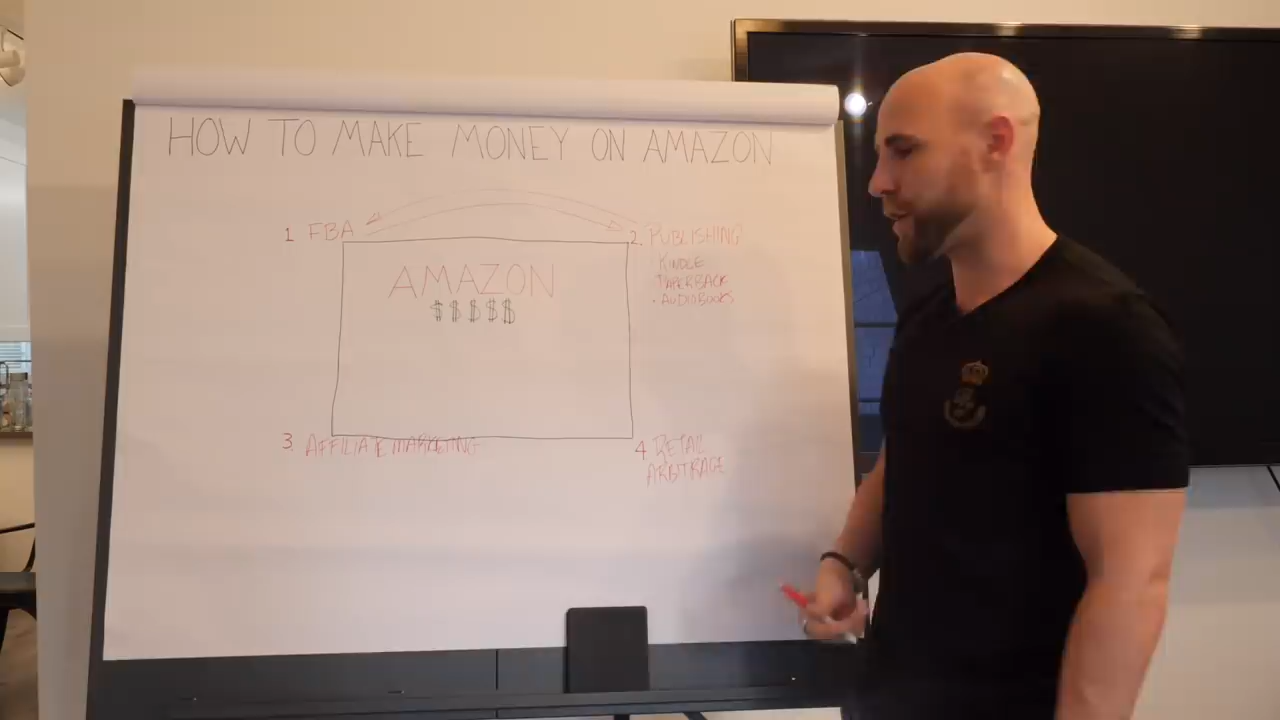 HOW TO MAKE MONEY ON AMAZON
1 FBA
2. PUBLISHING
• KINDLE
PAPERBACK
• AUDIOBOOKS
AMAZON
$$$$$
3. AFFILIATE MARKETING
4. RETAIL
ARBITRAGE